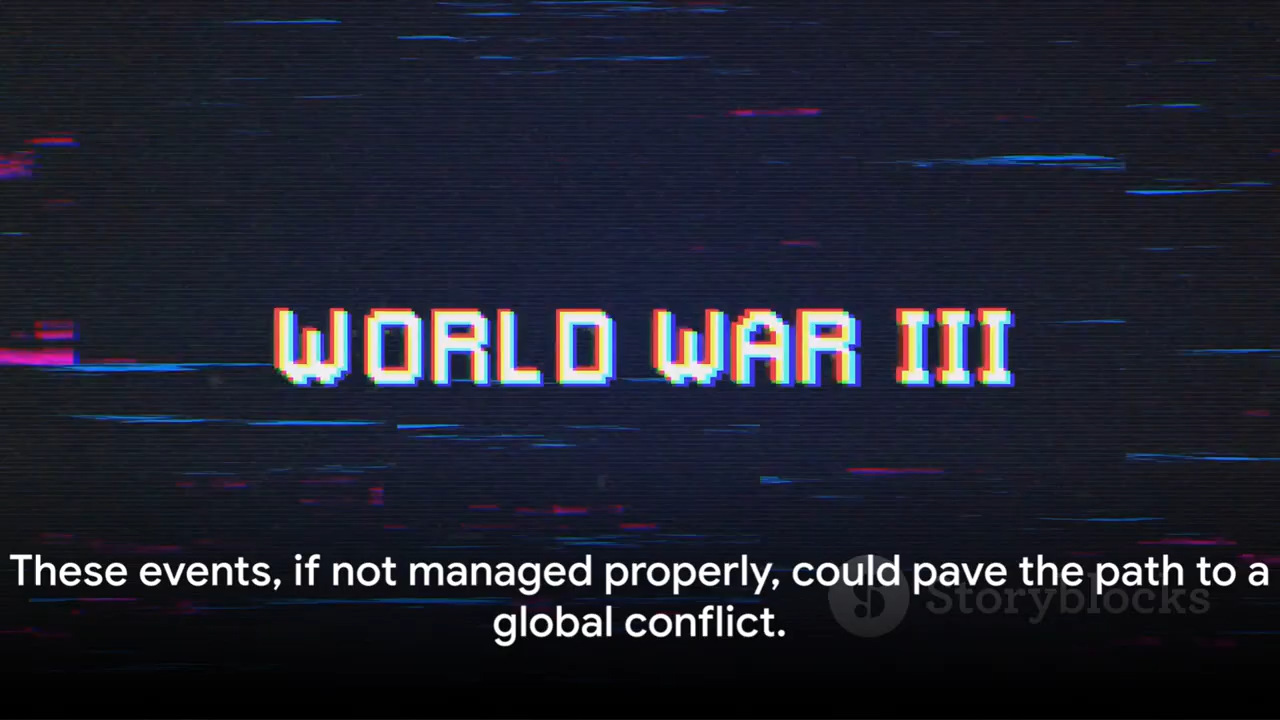 WORLD WAR III
These events, if not managed properly, could pave the path to a
Storyblocks
global conflict.